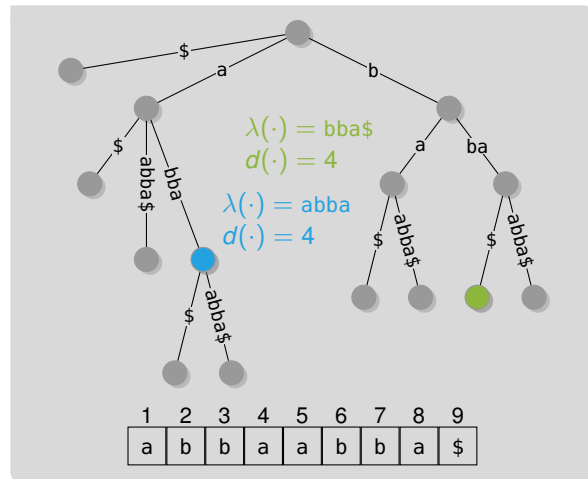 $
a
b
λ(·) = bba$
d(·) = 4
λ(·) = abba
d(·) = 4
$
abba$
bba
a
ba
$
abba$
$
abba$
$
abba$
1 2 3 4 5 6 7 8 9
a b b a a b b a $